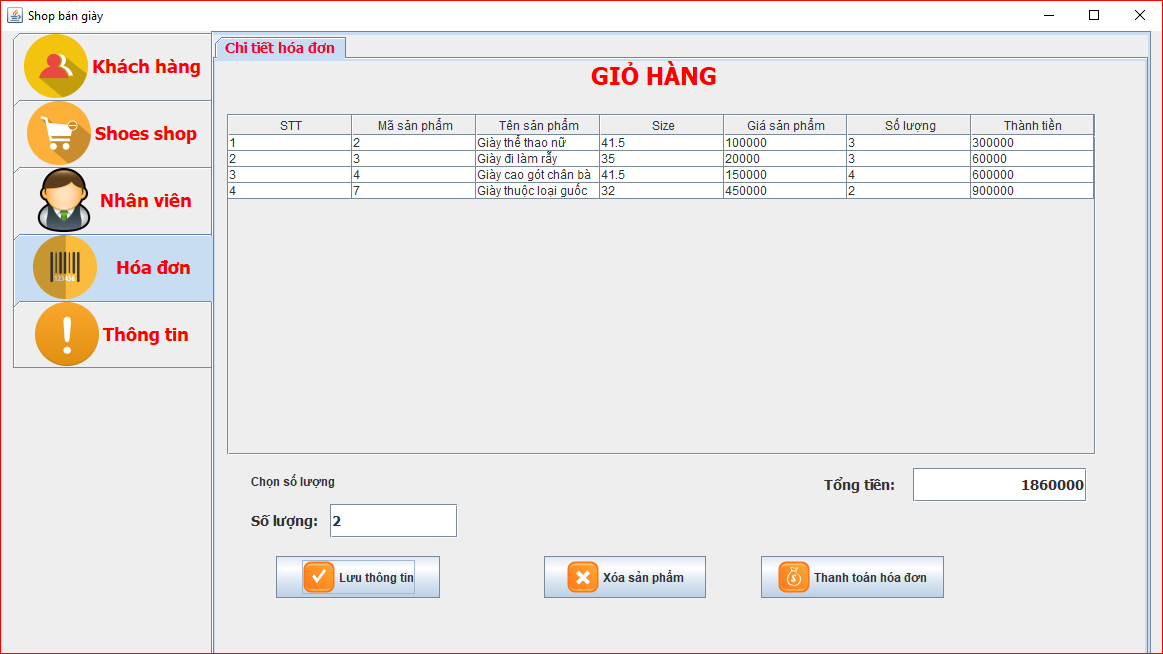 Shop bán giày
Khách hàng
Shoes shop
Nhân viên
123456
Hóa đơn
Thông tin
Chi tiết hóa đơn
GIỎ HÀNG
STT Mã sản phẩm Tên sản phẩm Size Giá sản phẩm Số lượng Thành tiền
1 2 Giày thể thao nữ 41.5 100000 3 300000
2 3 Giày đi làm rẫy 35 20000 3 60000
3 4 Giày cao gót chân bà 41.5 150000 4 600000
4 7 Giày thuộc loại guốc 32 450000 2 900000
Chọn số lượng
Tổng tiền: 1860000
Số lượng: 2
Lưu thông tin Xóa sản phẩm $ Thanh toán hóa đơn